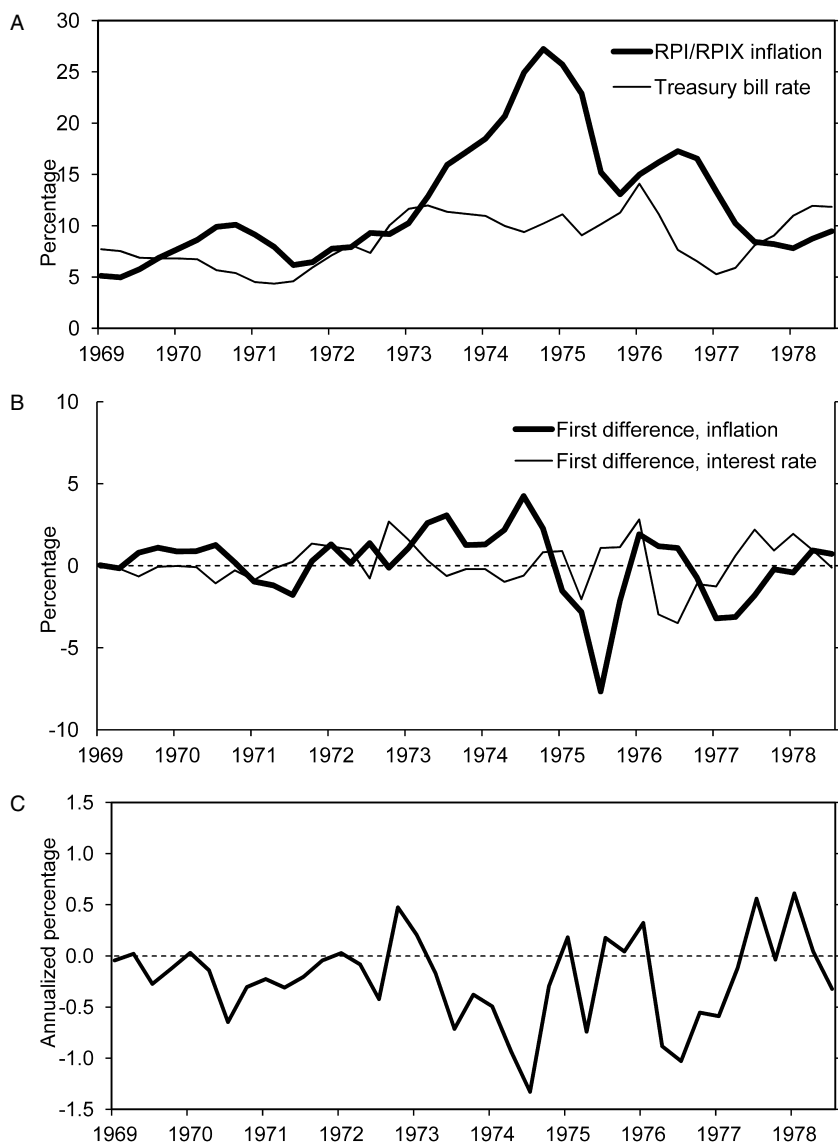 A
30
25
20
15
10
5
0
Percentage
RPI/RPIX inflation
Treasury bill rate
1969 1970 1971 1972 1973 1974 1975 1976 1977 1978
B
10
5
0
-5
-10
Percentage
First difference, inflation
First difference, interest rate
1969 1970 1971 1972 1973 1974 1975 1976 1977 1978
C
1.5
1.0
0.5
0.0
-0.5
-1.0
-1.5
Annualized percentage
1969 1970 1971 1972 1973 1974 1975 1976 1977 1978